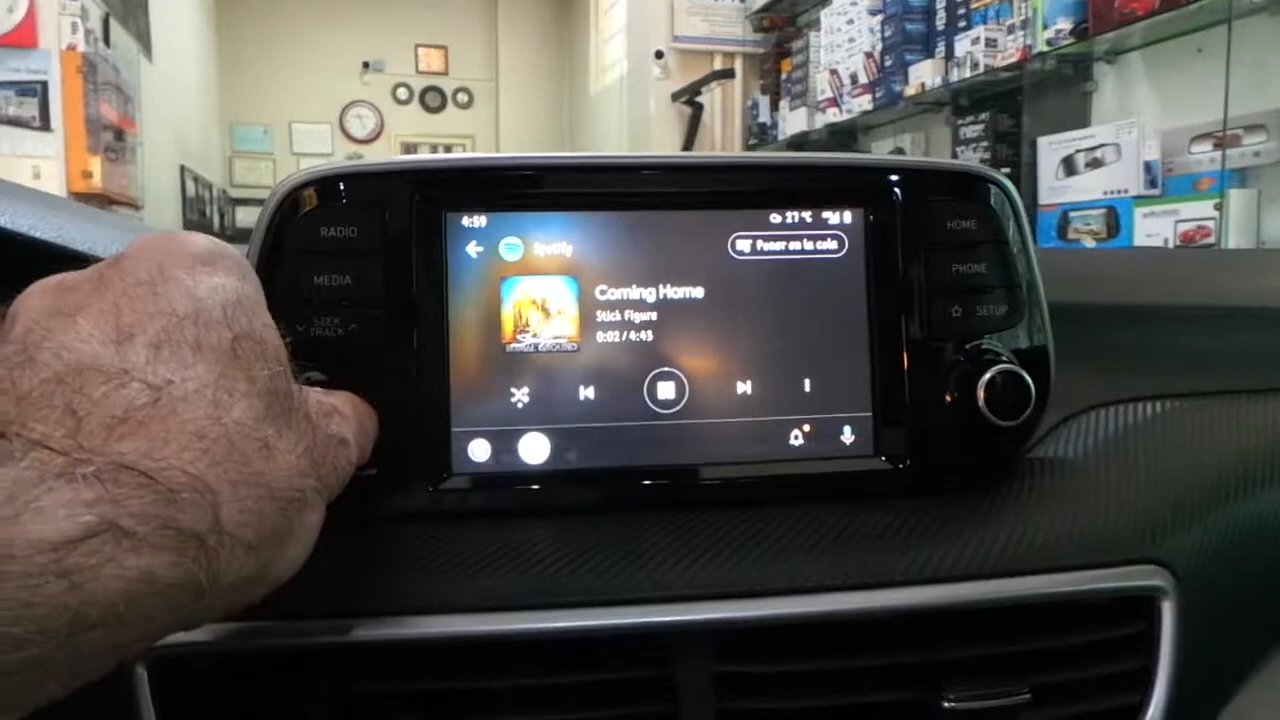 RADIO
MEDIA
SEEK
TRACK
4:59
27 °C
Spotify
Poner en la cola
Coming Home
Stick Figure
0:02 / 4:43
HOME
PHONE
SETUP